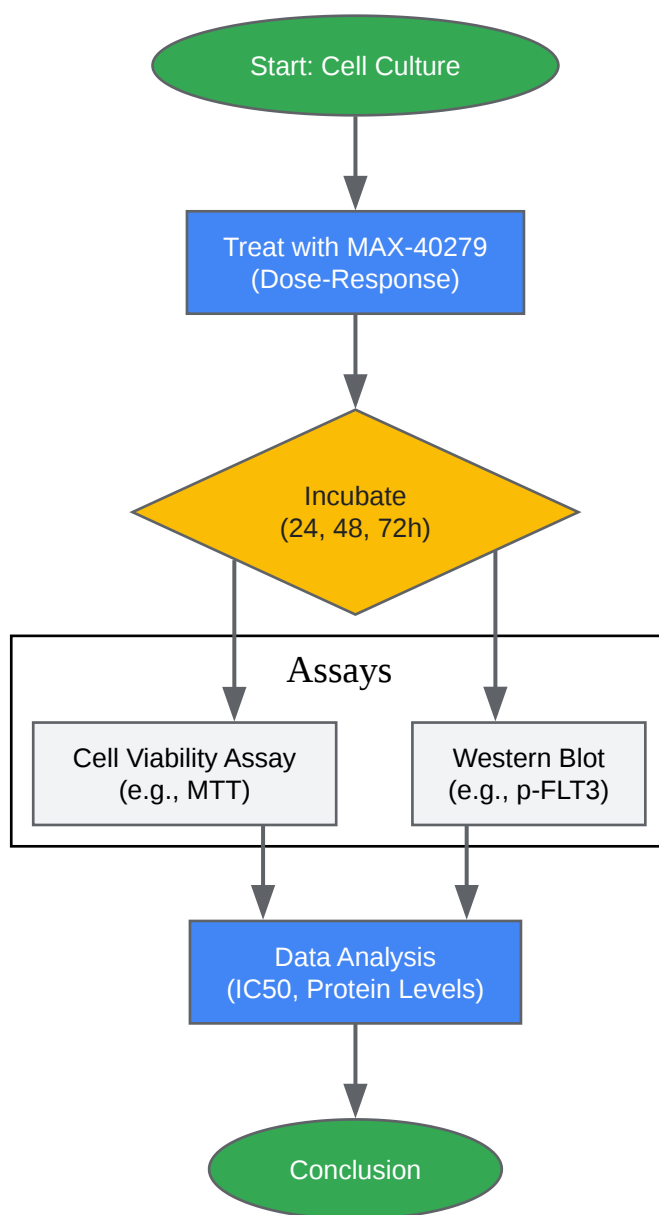 Start: Cell Culture
Treat with MAX-40279
(Dose-Response)
Incubate
(24, 48, 72h)
Assays
Cell Viability Assay
(e.g., MTT)
Western Blot
(e.g., p-FLT3)
Data Analysis
(IC50, Protein Levels)
Conclusion